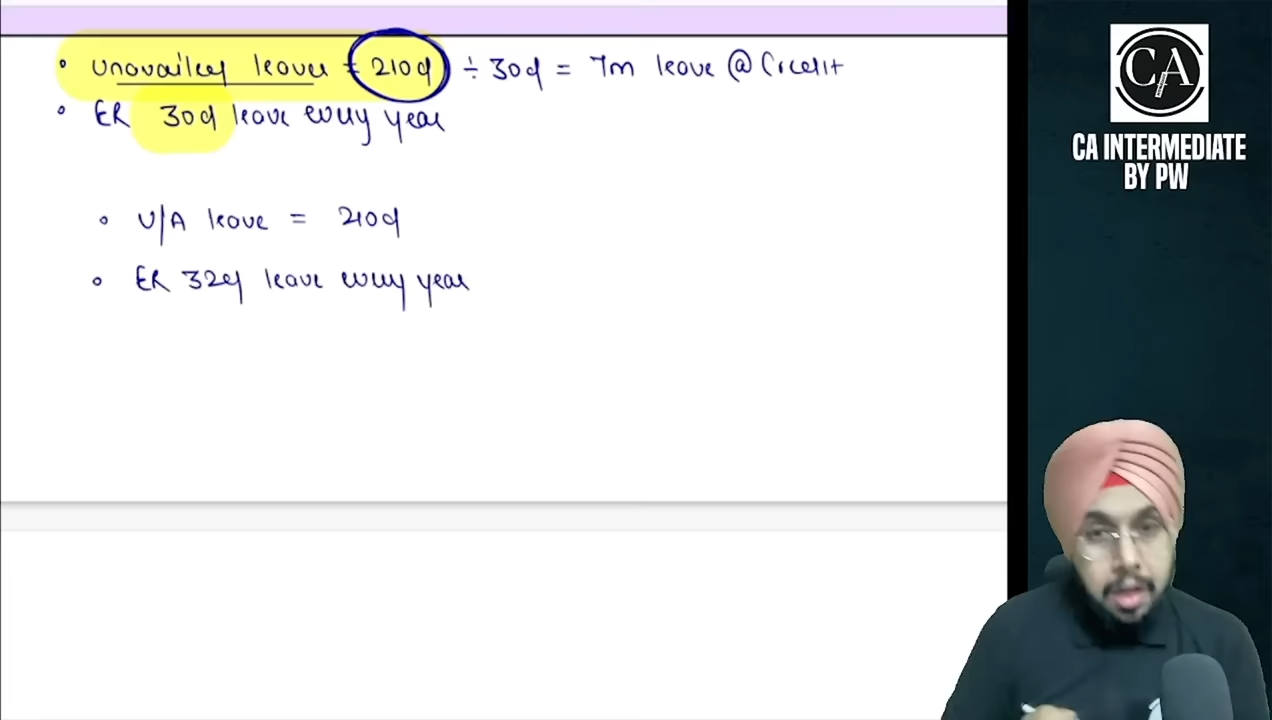 • Unavailed leaves = 210d ÷ 30d = 7m leave @ Credit
• ER 30d leave every year
• U/A leave = 210d
• ER 32d leave every year
CA
CA INTERMEDIATE
BY PW